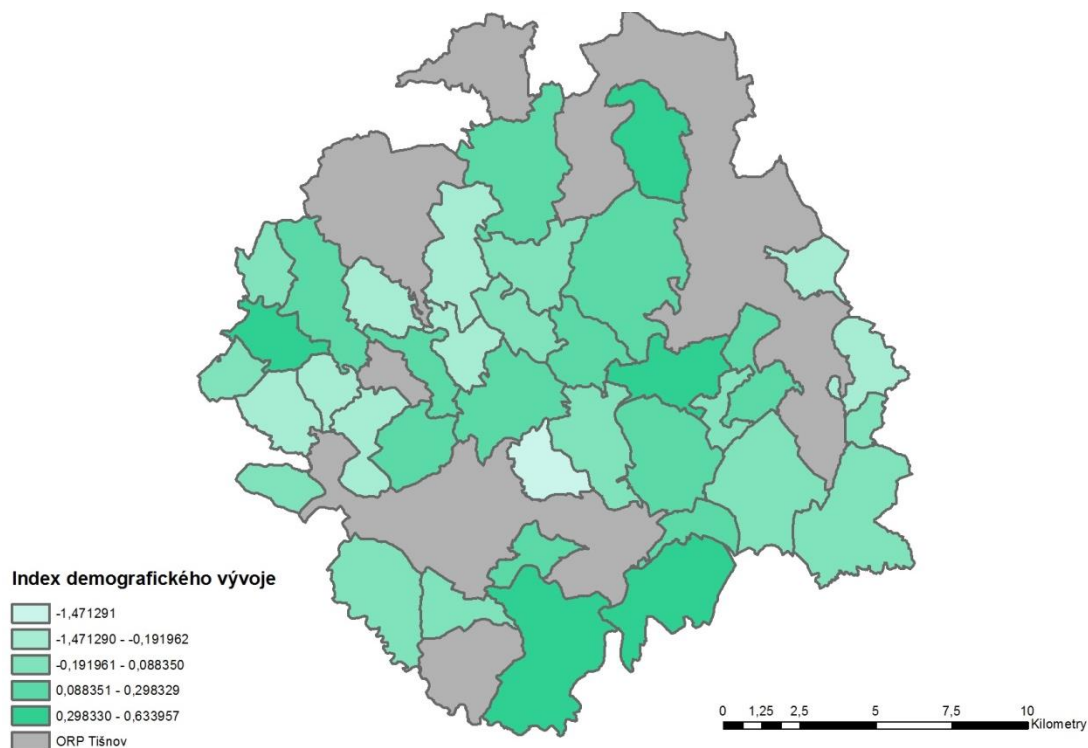 Index demografického vývoje
-1,471291
-1,471290 - -0,191962
-0,191961 - 0,088350
0,088351 - 0,298329
0,298330 - 0,633957
ORP Tišnov
0 1,25 2,5 5 7,5 10
Kilometry